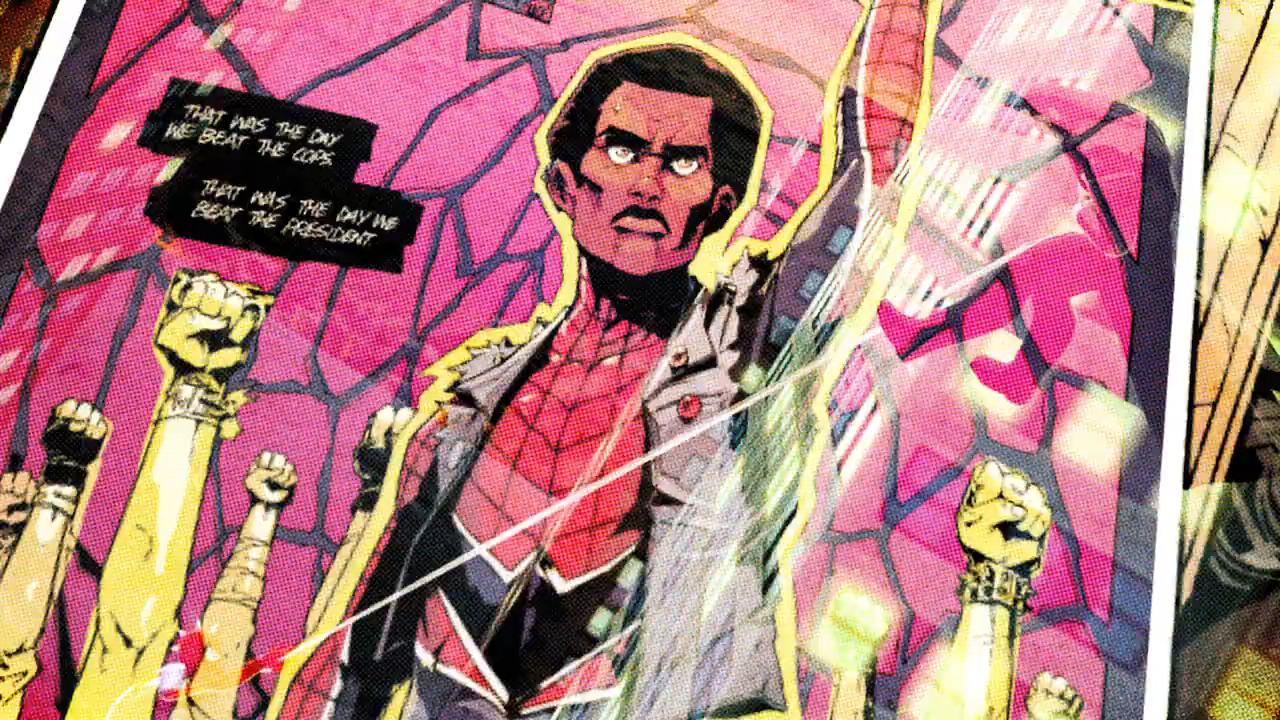 THAT WAS THE DAY
WE BEAT THE COPS
THAT WAS THE DAY WE
BEAT THE PRESIDENT